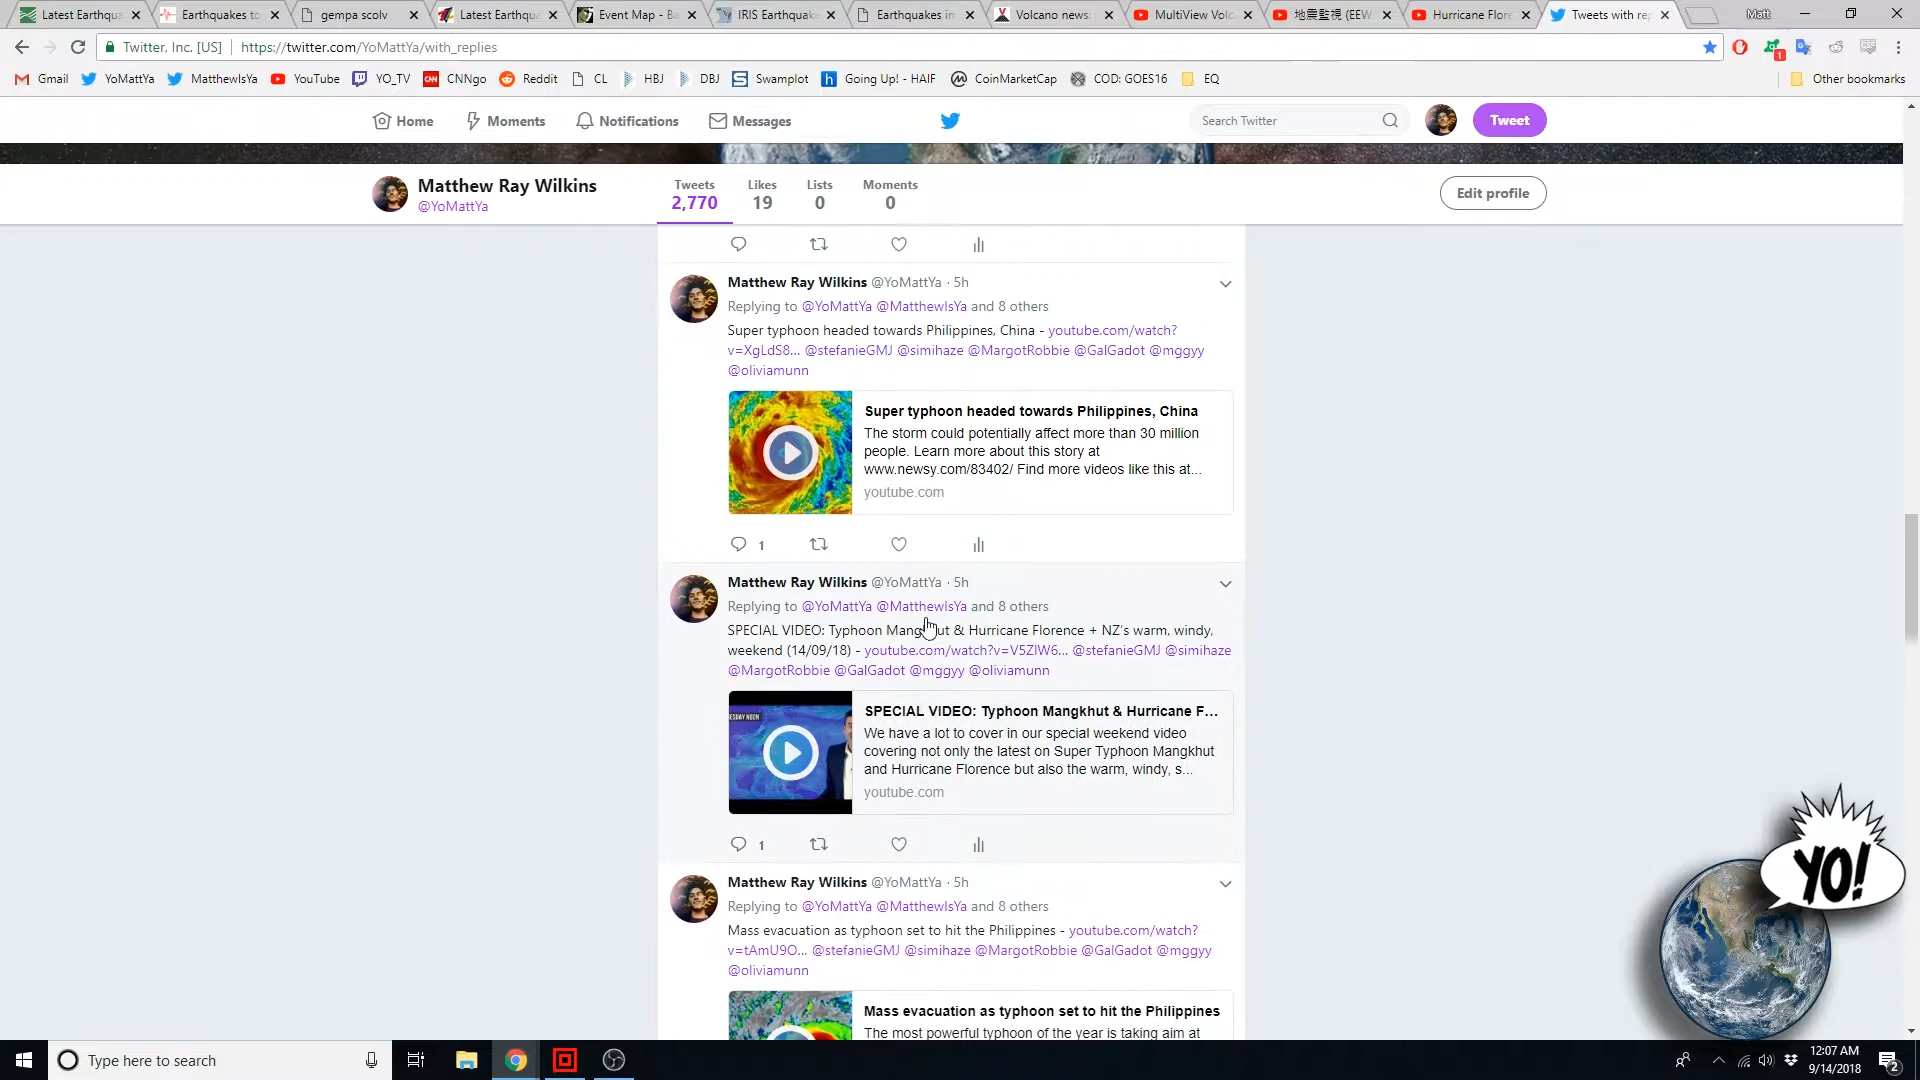 Latest Earthqua
Earthquakes to
gempa scolv
Latest Earthqua
Event Map - Ba
IRIS Earthquake
Earthquakes in
Volcano news:
MultiView Volc
地震監視 (EEW
Hurricane Flore
Tweets with rep
Matt
Twitter, Inc. [US]
https://twitter.com/YoMattYa/with_replies
1
Gmail
YoMattYa
MatthewIsYa
YouTube
YO_TV
CNNgo
Reddit
CL
HBJ
DBJ
Swamplot
Going Up! - HAIF
CoinMarketCap
COD: GOES16
EQ
Other bookmarks
Home
Moments
Notifications
Messages
Search Twitter
Tweet
Matthew Ray Wilkins
@YoMattYa
Tweets
2,770
Likes
19
Lists
0
Moments
0
Edit profile
Matthew Ray Wilkins @YoMattYa · 5h
Replying to @YoMattYa @MatthewIsYa and 8 others
Super typhoon headed towards Philippines, China - youtube.com/watch?
v=XgLdS8... @stefanieGMJ @simihaze @MargotRobbie @GalGadot @mggyy
@oliviamunn
Super typhoon headed towards Philippines, China
The storm could potentially affect more than 30 million
people. Learn more about this story at
www.newsy.com/83402/ Find more videos like this at...
youtube.com
1
Matthew Ray Wilkins @YoMattYa · 5h
Replying to @YoMattYa @MatthewIsYa and 8 others
SPECIAL VIDEO: Typhoon Mangkhut & Hurricane Florence + NZ's warm, windy,
weekend (14/09/18) - youtube.com/watch?v=V5ZIW6... @stefanieGMJ @simihaze
@MargotRobbie @GalGadot @mggyy @oliviamunn
ESDAY NOON
SPECIAL VIDEO: Typhoon Mangkhut & Hurricane F...
We have a lot to cover in our special weekend video
covering not only the latest on Super Typhoon Mangkhut
and Hurricane Florence but also the warm, windy, s...
youtube.com
1
Matthew Ray Wilkins @YoMattYa · 5h
Replying to @YoMattYa @MatthewIsYa and 8 others
Mass evacuation as typhoon set to hit the Philippines - youtube.com/watch?
v=tAmU9O... @stefanieGMJ @simihaze @MargotRobbie @GalGadot @mggyy
@oliviamunn
Mass evacuation as typhoon set to hit the Philippines
The most powerful typhoon of the year is taking aim at
YO!
Type here to search
12:07 AM
9/14/2018
2